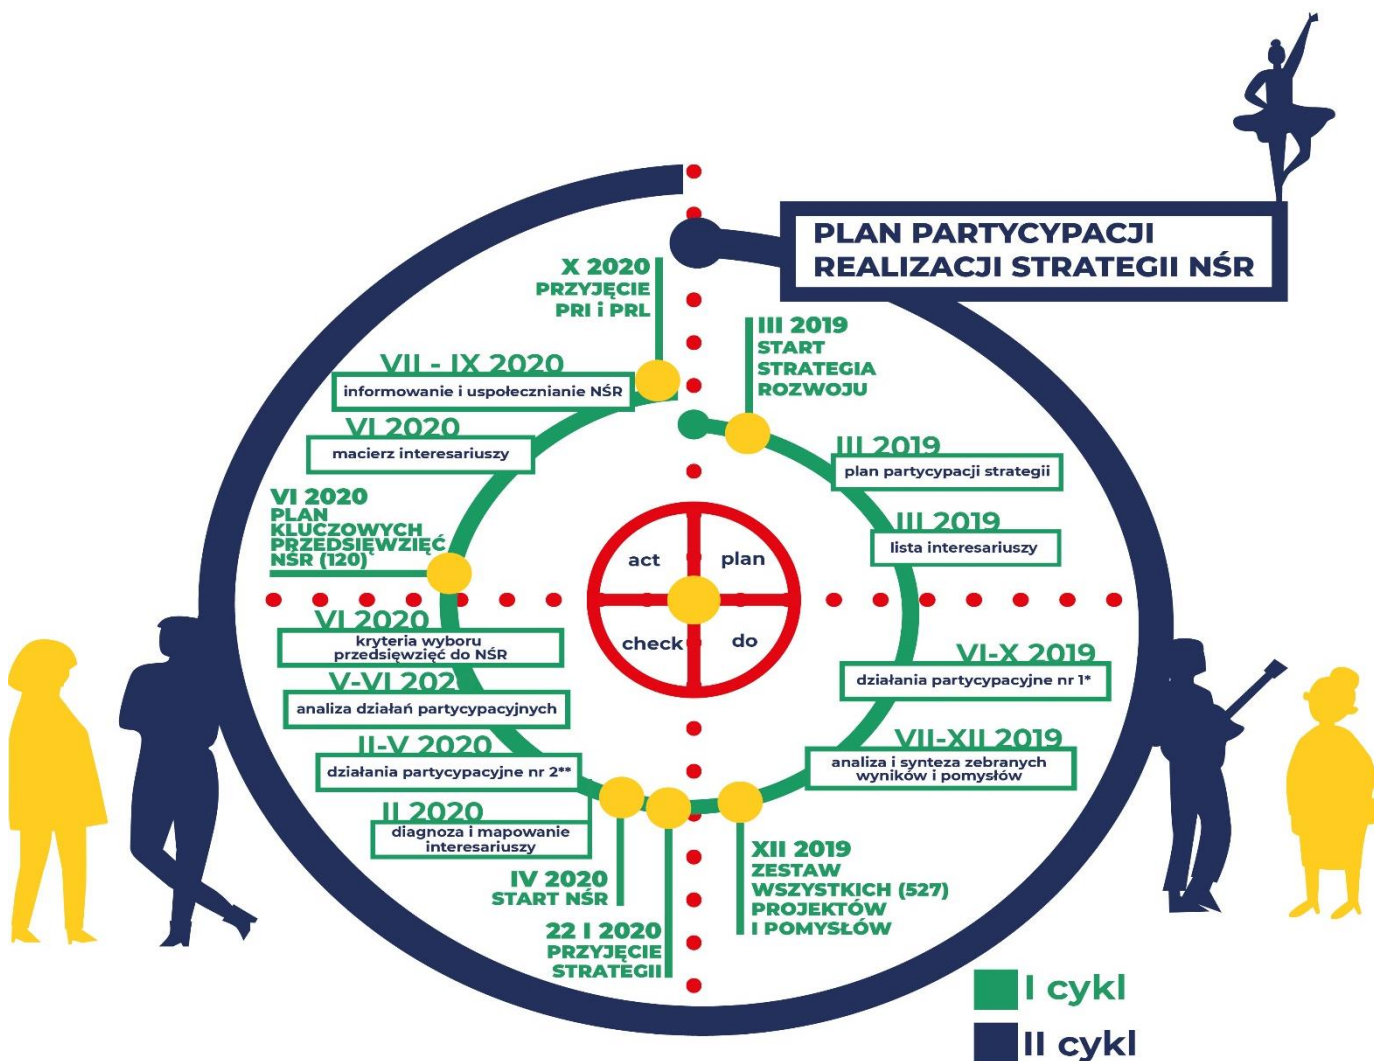 PLAN PARTYCYPACJI
REALIZACJI STRATEGII NŚR
III 2019
START
STRATEGIA
ROZWOJU
III 2019
plan partycypacji strategii
III 2019
lista interesariuszy
VI-X 2019
działania partycypacyjne nr 1*
VII-XII 2019
analiza i synteza zebranych
wyników i pomysłów
XII 2019
ZESTAW
WSZYSTKICH (527)
PROJEKTÓW
I POMYSŁÓW
22 I 2020
PRZYJĘCIE
STRATEGII
IV 2020
START NŚR
II 2020
diagnoza i mapowanie
interesariuszy
II-V 2020
działania partycypacyjne nr 2**
V-VI 2020
analiza działań partycypacyjnych
VI 2020
kryteria wyboru
przedsięwzięć do NŚR
VI 2020
PLAN
KLUCZOWYCH
PRZEDSIĘWZIĘĆ
NŚR (120)
VI 2020
macierz interesariuszy
VII - IX 2020
informowanie i uspołecznianie NŚR
X 2020
PRZYJĘCIE
PRI i PRL
act
plan
check
do
I cykl
II cykl